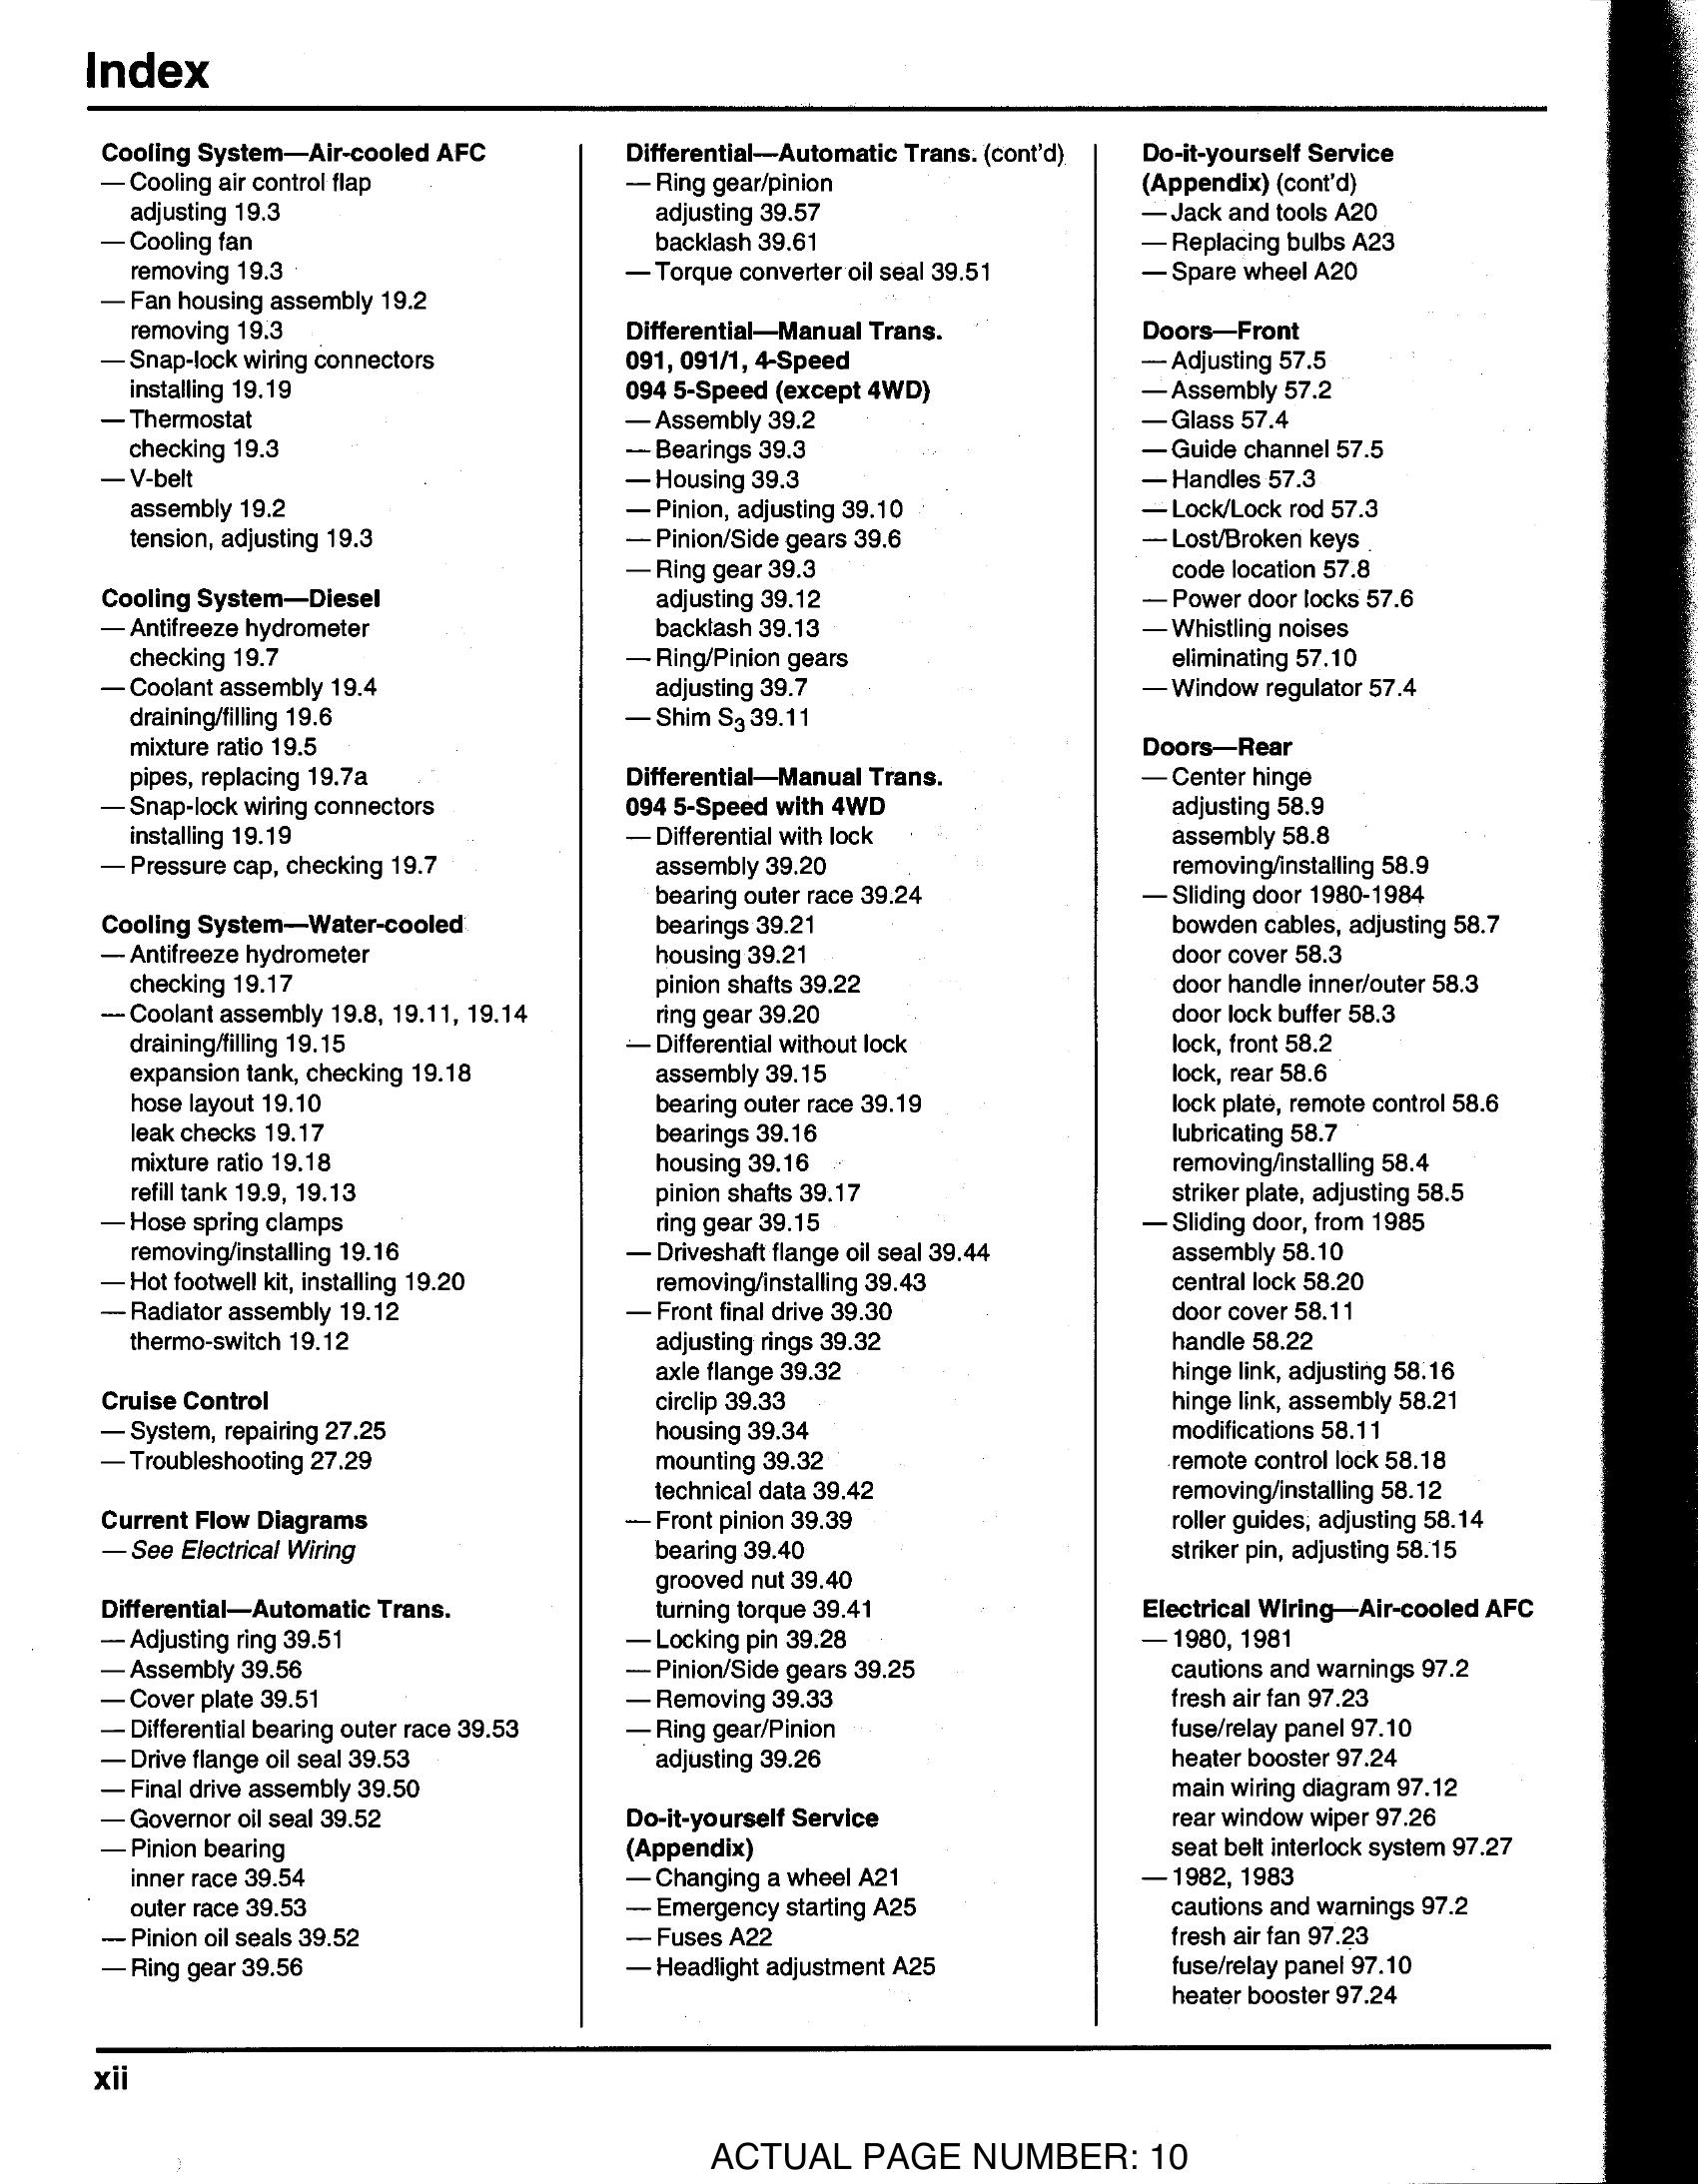 Index
Cooling System—Air-cooled AFC
— Cooling air control flap
adjusting 19.3
— Cooling fan
removing 19.3
— Fan housing assembly 19.2
removing 19.3
— Snap-lock wiring connectors
installing 19.19
— Thermostat
checking 19.3
— V-belt
assembly 19.2
tension, adjusting 19.3
Cooling System—Diesel
— Antifreeze hydrometer
checking 19.7
— Coolant assembly 19.4
draining/filling 19.6
mixture ratio 19.5
pipes, replacing 19.7a
— Snap-lock wiring connectors
installing 19.19
— Pressure cap, checking 19.7
Cooling System—Water-cooled
— Antifreeze hydrometer
checking 19.17
— Coolant assembly 19.8, 19.11, 19.14
draining/filling 19.15
expansion tank, checking 19.18
hose layout 19.10
leak checks 19.17
mixture ratio 19.18
refill tank 19.9, 19.13
— Hose spring clamps
removing/installing 19.16
— Hot footwell kit, installing 19.20
— Radiator assembly 19.12
thermo-switch 19.12
Cruise Control
— System, repairing 27.25
— Troubleshooting 27.29
Current Flow Diagrams
— See Electrical Wiring
Differential—Automatic Trans.
— Adjusting ring 39.51
— Assembly 39.56
— Cover plate 39.51
— Differential bearing outer race 39.53
— Drive flange oil seal 39.53
— Final drive assembly 39.50
— Governor oil seal 39.52
— Pinion bearing
inner race 39.54
outer race 39.53
— Pinion oil seals 39.52
— Ring gear 39.56
Differential—Automatic Trans. (cont'd)
— Ring gear/pinion
adjusting 39.57
backlash 39.61
— Torque converter oil seal 39.51
Differential—Manual Trans.
091, 091/1, 4-Speed
094 5-Speed (except 4WD)
— Assembly 39.2
— Bearings 39.3
— Housing 39.3
— Pinion, adjusting 39.10
— Pinion/Side gears 39.6
— Ring gear 39.3
adjusting 39.12
backlash 39.13
— Ring/Pinion gears
adjusting 39.7
— Shim S3 39.11
Differential—Manual Trans.
094 5-Speed with 4WD
— Differential with lock
assembly 39.20
bearing outer race 39.24
bearings 39.21
housing 39.21
pinion shafts 39.22
ring gear 39.20
— Differential without lock
assembly 39.15
bearing outer race 39.19
bearings 39.16
housing 39.16
pinion shafts 39.17
ring gear 39.15
— Driveshaft flange oil seal 39.44
removing/installing 39.43
— Front final drive 39.30
adjusting rings 39.32
axle flange 39.32
circlip 39.33
housing 39.34
mounting 39.32
technical data 39.42
— Front pinion 39.39
bearing 39.40
grooved nut 39.40
turning torque 39.41
— Locking pin 39.28
— Pinion/Side gears 39.25
— Removing 39.33
— Ring gear/Pinion
adjusting 39.26
Do-it-yourself Service
(Appendix)
— Changing a wheel A21
— Emergency starting A25
— Fuses A22
— Headlight adjustment A25
Do-it-yourself Service
(Appendix) (cont'd)
— Jack and tools A20
— Replacing bulbs A23
— Spare wheel A20
Doors—Front
— Adjusting 57.5
— Assembly 57.2
— Glass 57.4
— Guide channel 57.5
— Handles 57.3
— Lock/Lock rod 57.3
— Lost/Broken keys
code location 57.8
— Power door locks 57.6
— Whistling noises
eliminating 57.10
— Window regulator 57.4
Doors—Rear
— Center hinge
adjusting 58.9
assembly 58.8
removing/installing 58.9
— Sliding door 1980-1984
bowden cables, adjusting 58.7
door cover 58.3
door handle inner/outer 58.3
door lock buffer 58.3
lock, front 58.2
lock, rear 58.6
lock plate, remote control 58.6
lubricating 58.7
removing/installing 58.4
striker plate, adjusting 58.5
— Sliding door, from 1985
assembly 58.10
central lock 58.20
door cover 58.11
handle 58.22
hinge link, adjusting 58.16
hinge link, assembly 58.21
modifications 58.11
remote control lock 58.18
removing/installing 58.12
roller guides, adjusting 58.14
striker pin, adjusting 58.15
Electrical Wiring—Air-cooled AFC
— 1980, 1981
cautions and warnings 97.2
fresh air fan 97.23
fuse/relay panel 97.10
heater booster 97.24
main wiring diagram 97.12
rear window wiper 97.26
seat belt interlock system 97.27
— 1982, 1983
cautions and warnings 97.2
fresh air fan 97.23
fuse/relay panel 97.10
heater booster 97.24
xii
ACTUAL PAGE NUMBER: 10